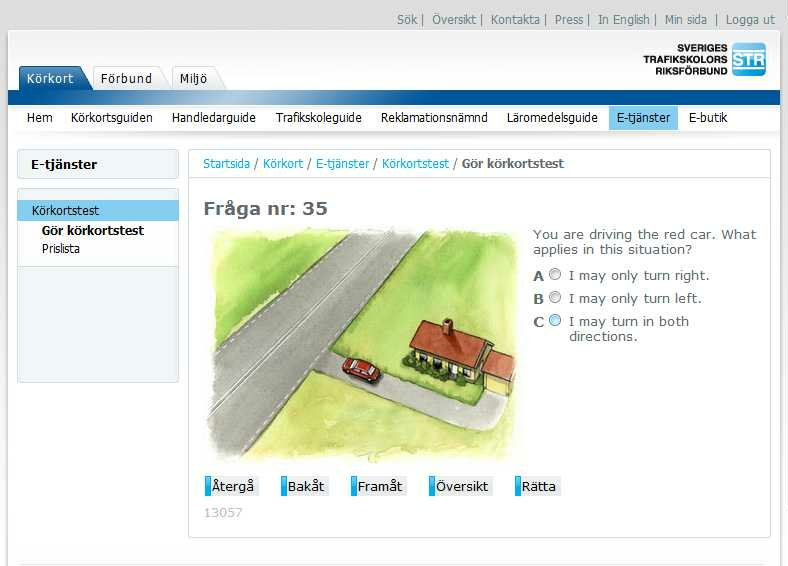 Sök | Översikt | Kontakta | Press | In English | Min sida | Logga ut
SVERIGES
TRAFIKSKOLORS
RIKSFÖRBUND
STR
Körkort Förbund Miljö
Hem Körkortsguiden Handledarguide Trafikskoleguide Reklamationsnämnd Läromedelsguide E-tjänster E-butik
E-tjänster
Startsida / Körkort / E-tjänster / Körkortstest / Gör körkortstest
Körkortstest
Gör körkortstest
Prislista
Fråga nr: 35
You are driving the red car. What
applies in this situation?
A I may only turn right.
B I may only turn left.
C I may turn in both
directions.
Återgå Bakåt Framåt Översikt Rätta
13057